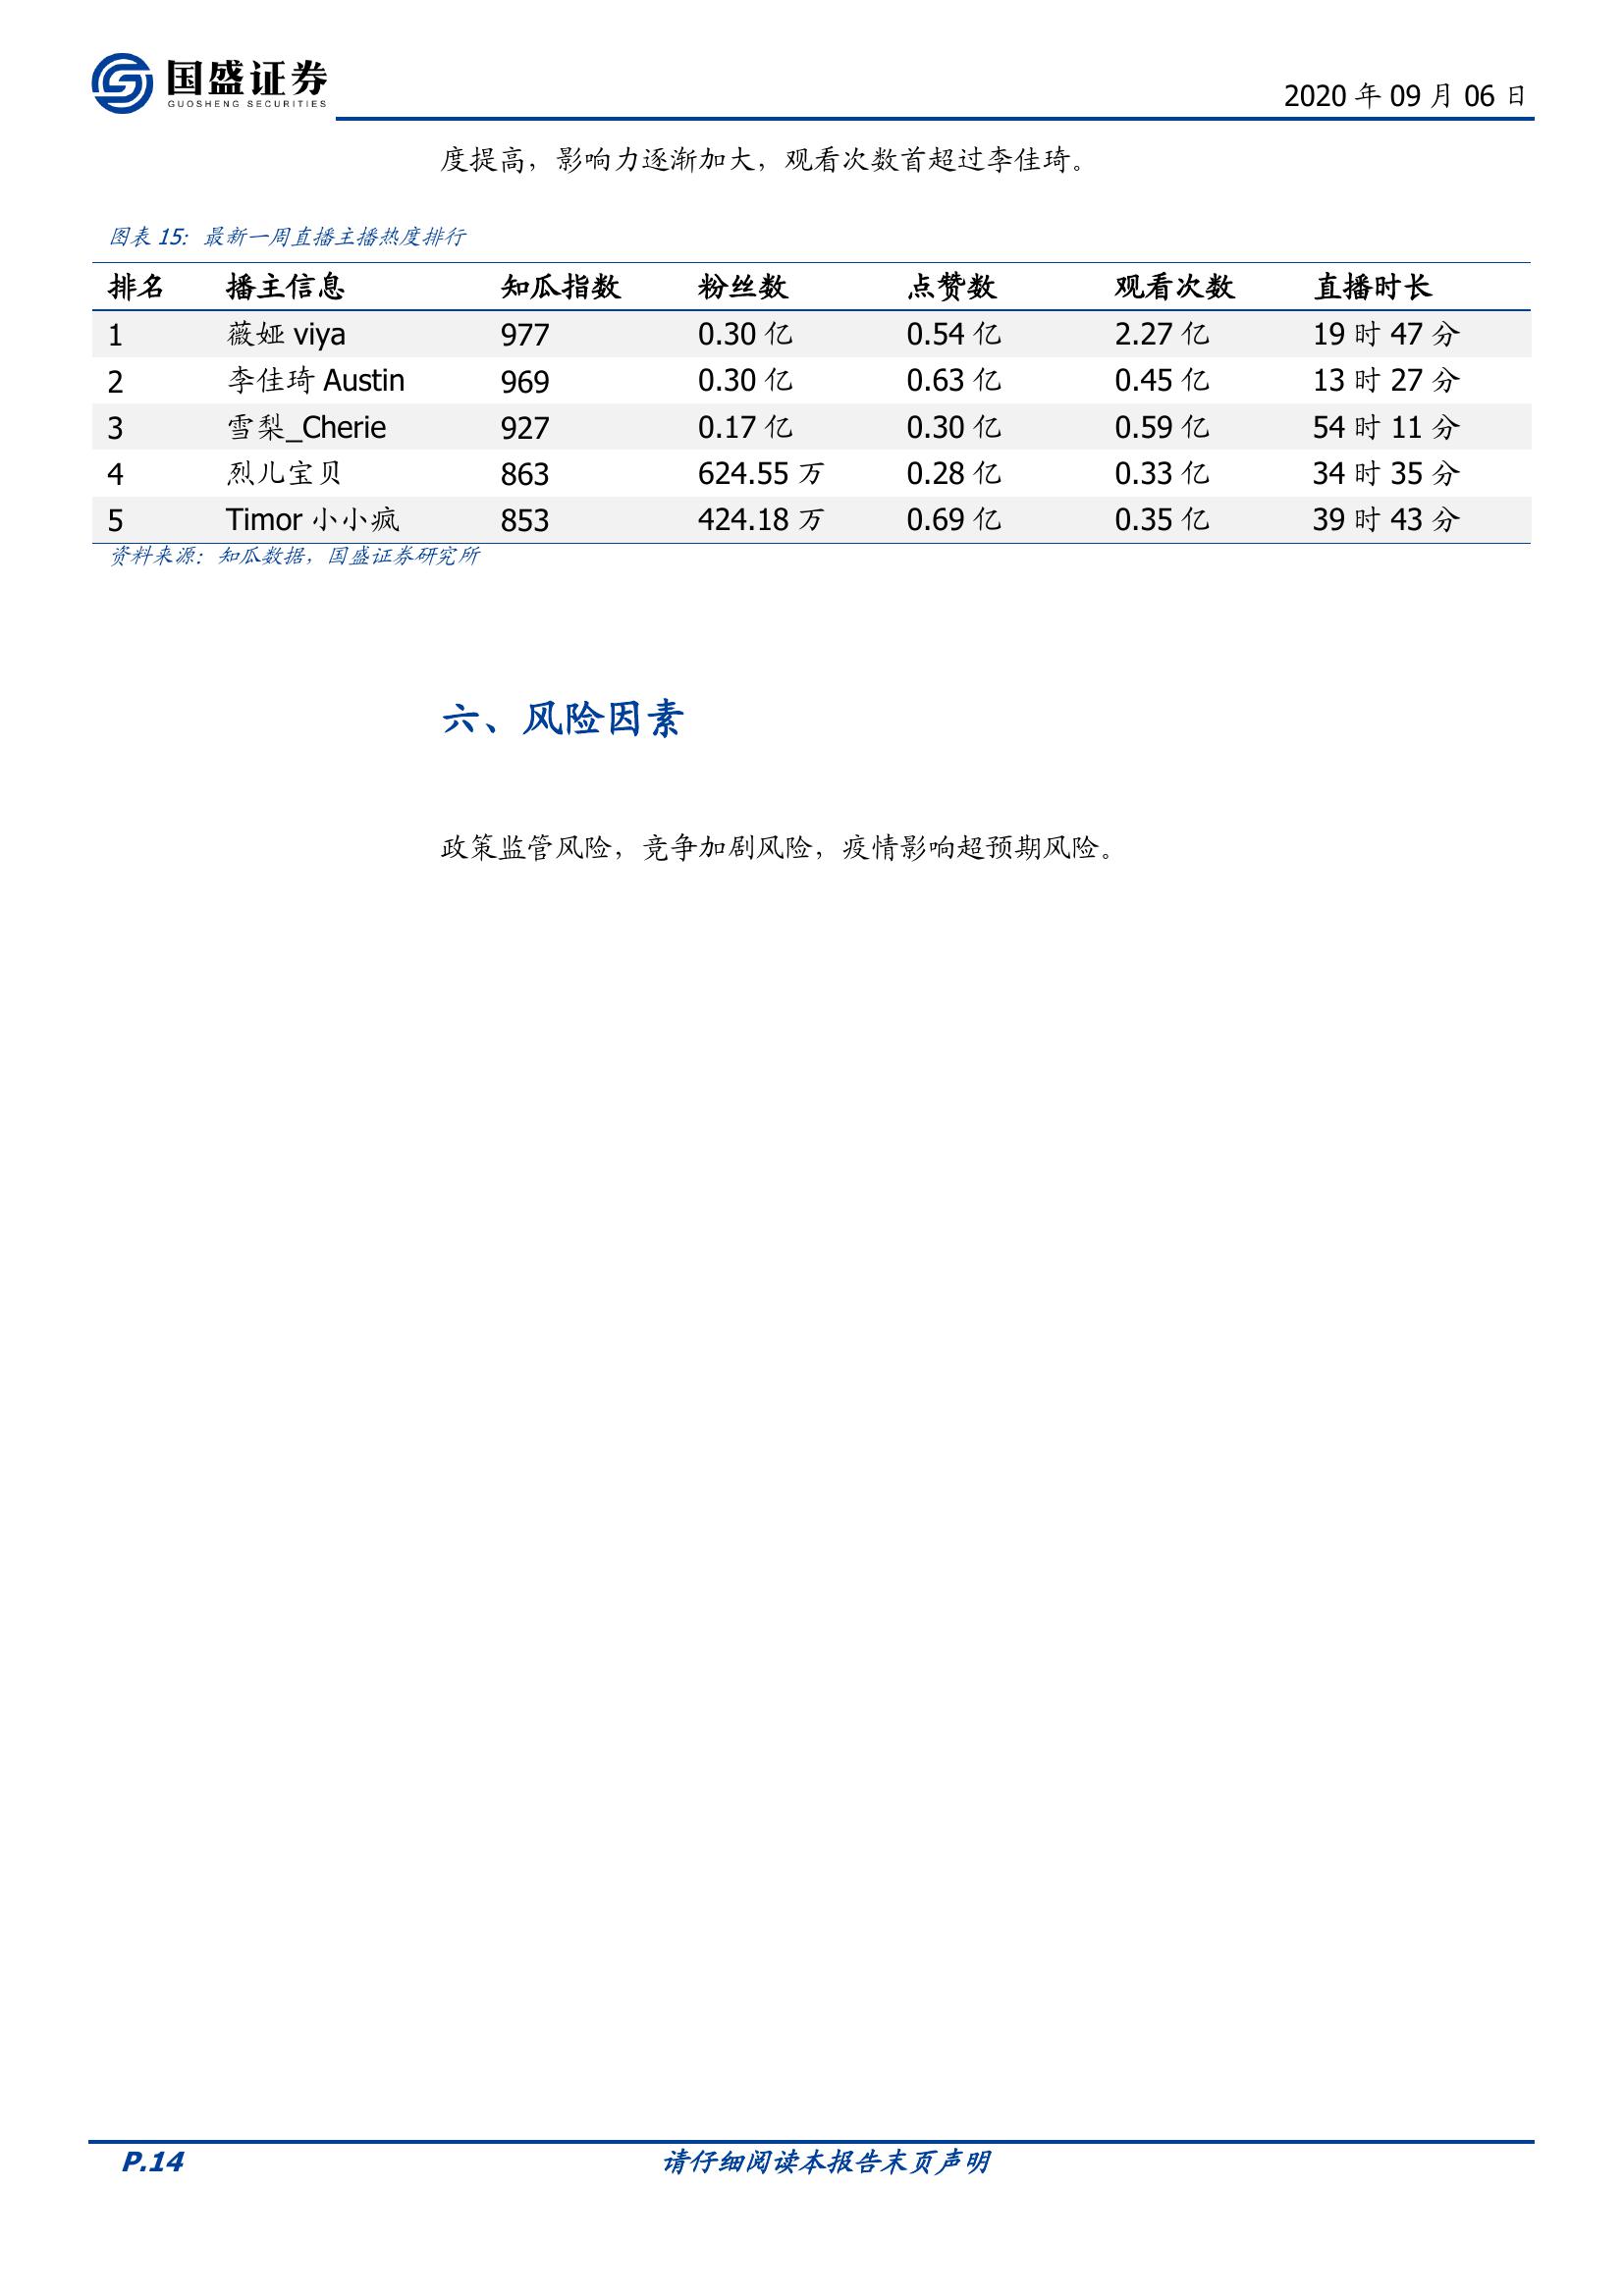 国盛证券
GUOSHENG SECURITIES
2020 年 09 月 06 日
度提高，影响力逐渐加大，观看次数首超过李佳琦。
图表 15：最新一周直播主播热度排行
排名 播主信息 知瓜指数 粉丝数 点赞数 观看次数 直播时长
1 薇娅 viya 977 0.30 亿 0.54 亿 2.27 亿 19 时 47 分
2 李佳琦 Austin 969 0.30 亿 0.63 亿 0.45 亿 13 时 27 分
3 雪梨_Cherie 927 0.17 亿 0.30 亿 0.59 亿 54 时 11 分
4 烈儿宝贝 863 624.55 万 0.28 亿 0.33 亿 34 时 35 分
5 Timor 小小疯 853 424.18 万 0.69 亿 0.35 亿 39 时 43 分
资料来源：知瓜数据，国盛证券研究所
六、风险因素
政策监管风险，竞争加剧风险，疫情影响超预期风险。
P.14 请仔细阅读本报告末页声明